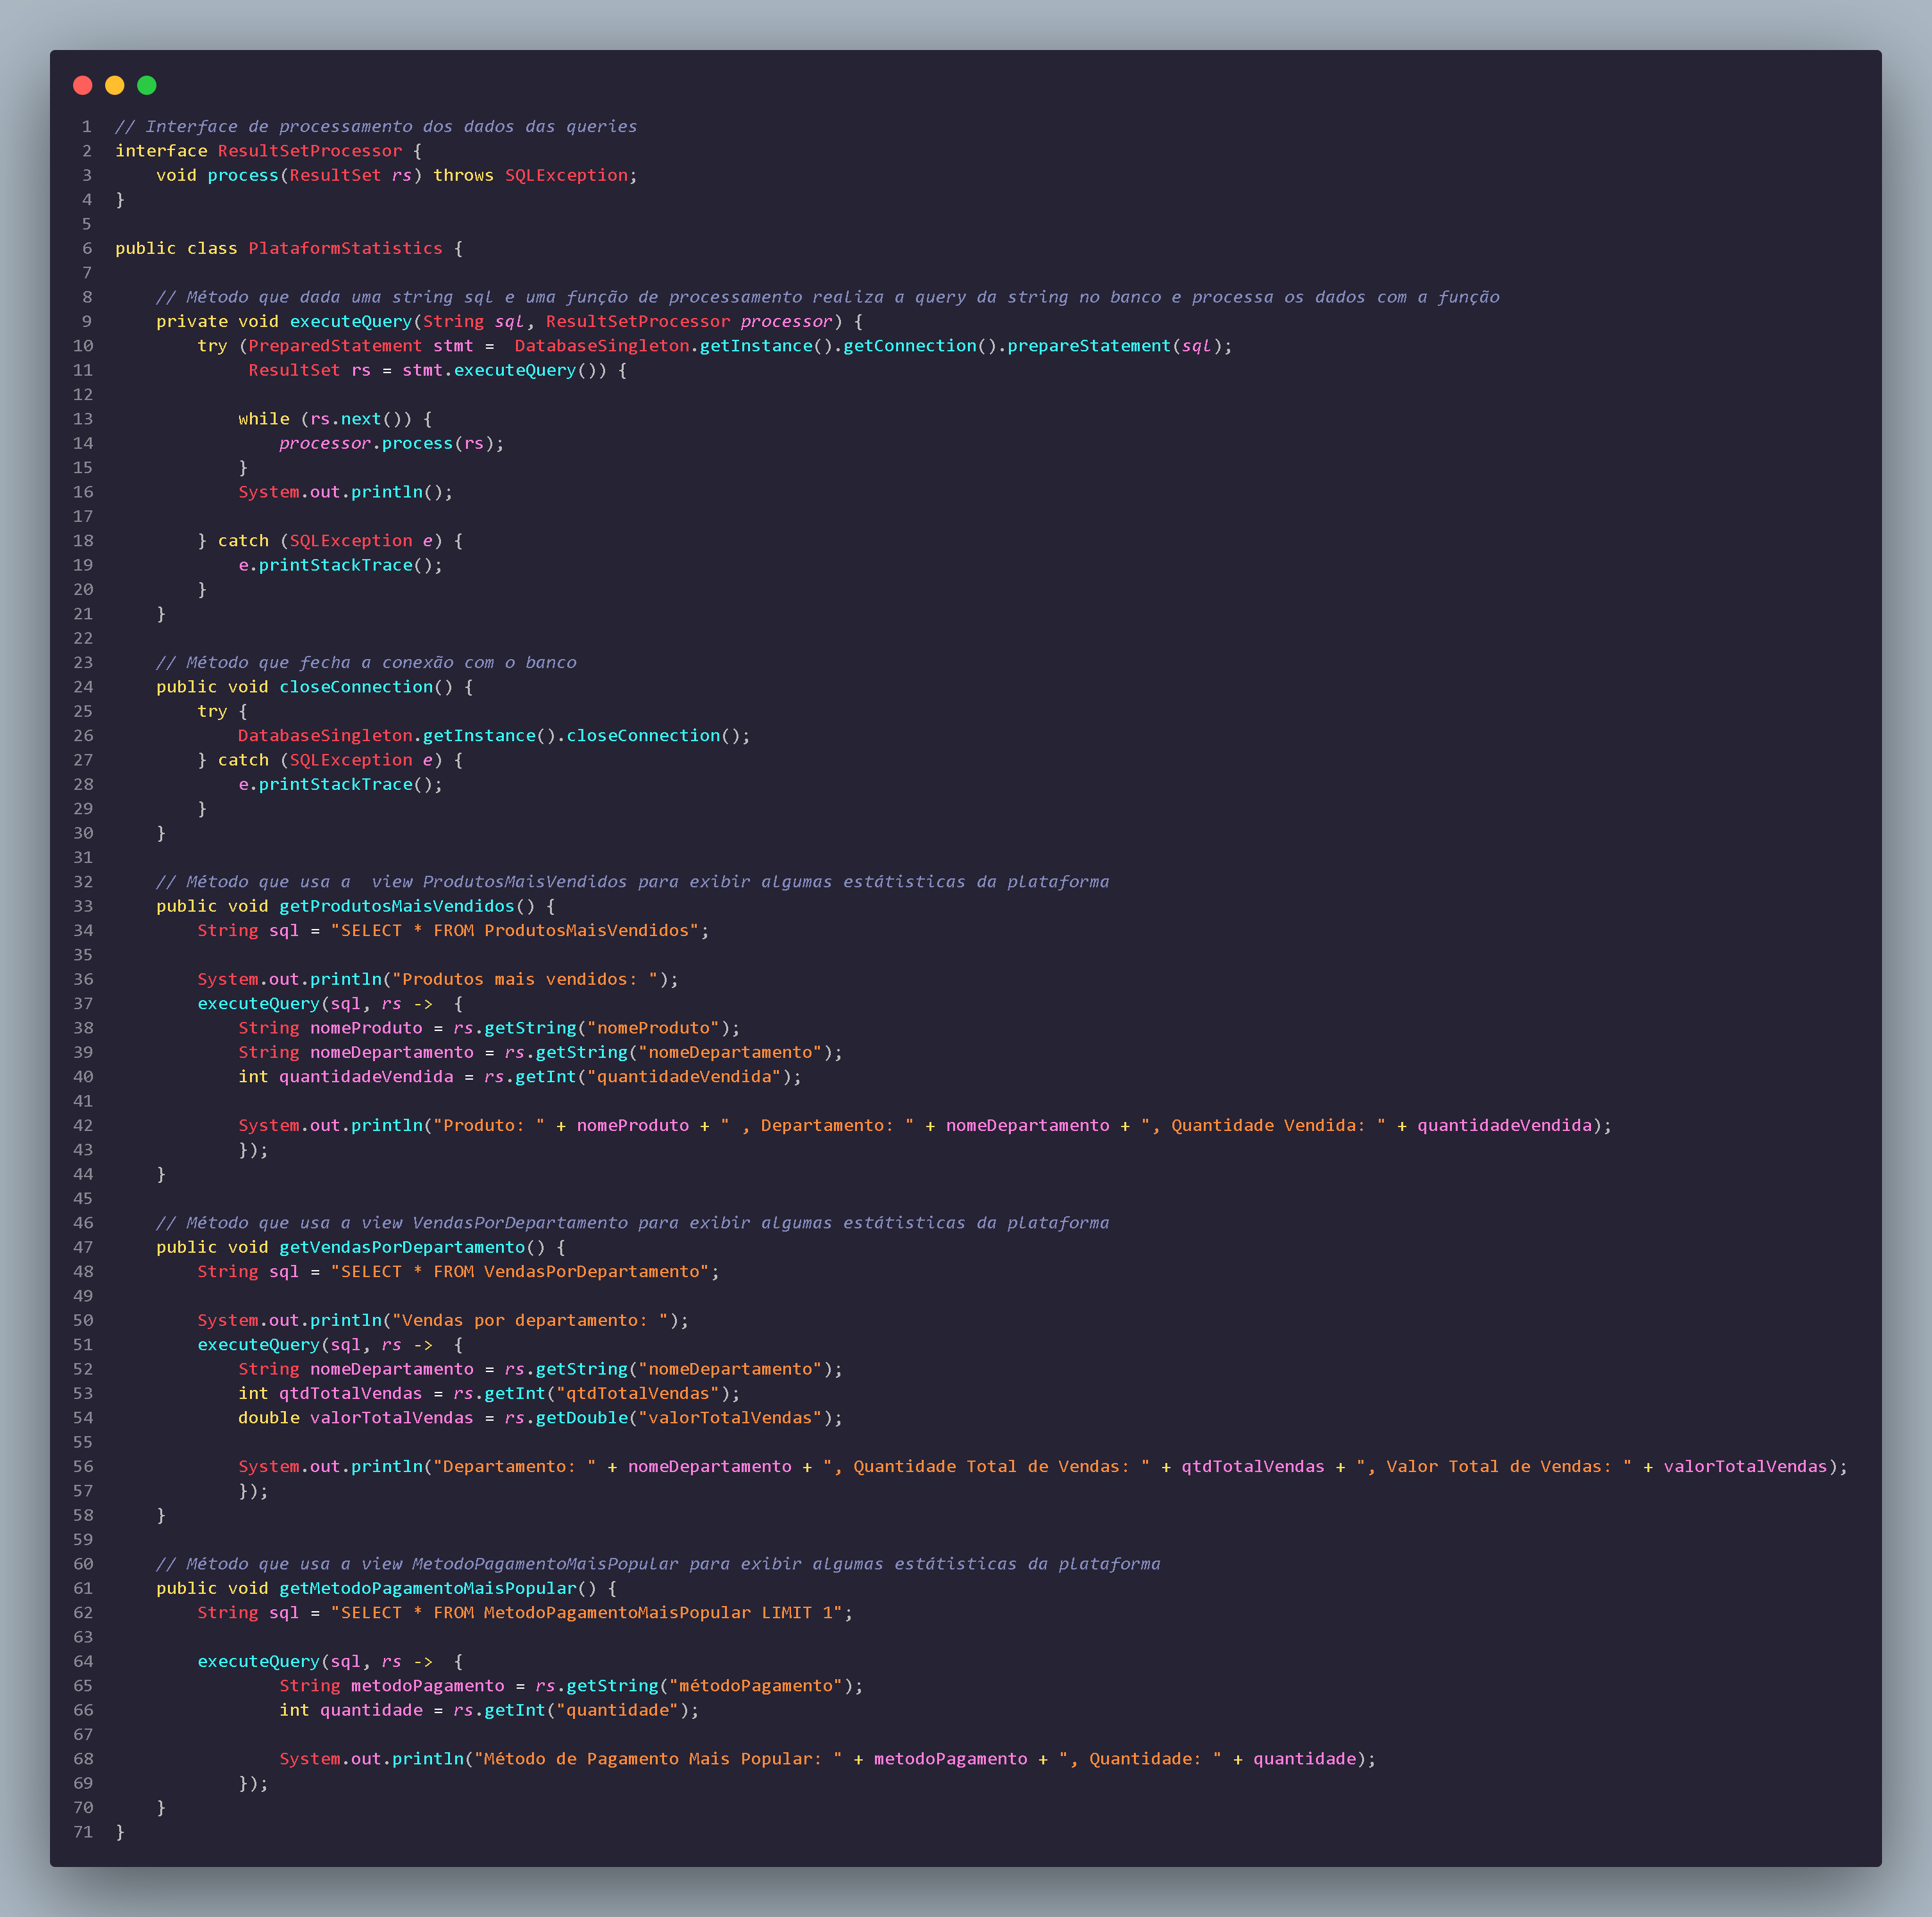 1 // Interface de processamento dos dados das queries
2 interface ResultSetProcessor {
3     void process(ResultSet rs) throws SQLException;
4 }
5
6 public class PlataformStatistics {
7
8     // Método que dada uma string sql e uma função de processamento realiza a query da string no banco e processa os dados com a função
9     private void executeQuery(String sql, ResultSetProcessor processor) {
10         try (PreparedStatement stmt =  DatabaseSingleton.getInstance().getConnection().prepareStatement(sql);
11              ResultSet rs = stmt.executeQuery()) {
12
13             while (rs.next()) {
14                 processor.process(rs);
15             }
16             System.out.println();
17
18         } catch (SQLException e) {
19             e.printStackTrace();
20         }
21     }
22
23     // Método que fecha a conexão com o banco
24     public void closeConnection() {
25         try {
26             DatabaseSingleton.getInstance().closeConnection();
27         } catch (SQLException e) {
28             e.printStackTrace();
29         }
30     }
31
32     // Método que usa a  view ProdutosMaisVendidos para exibir algumas estátisticas da plataforma
33     public void getProdutosMaisVendidos() {
34         String sql = "SELECT * FROM ProdutosMaisVendidos";
35
36         System.out.println("Produtos mais vendidos: ");
37         executeQuery(sql, rs ->  {
38             String nomeProduto = rs.getString("nomeProduto");
39             String nomeDepartamento = rs.getString("nomeDepartamento");
40             int quantidadeVendida = rs.getInt("quantidadeVendida");
41
42             System.out.println("Produto: " + nomeProduto + " , Departamento: " + nomeDepartamento + ", Quantidade Vendida: " + quantidadeVendida);
43             });
44     }
45
46     // Método que usa a view VendasPorDepartamento para exibir algumas estátisticas da plataforma
47     public void getVendasPorDepartamento() {
48         String sql = "SELECT * FROM VendasPorDepartamento";
49
50         System.out.println("Vendas por departamento: ");
51         executeQuery(sql, rs ->  {
52             String nomeDepartamento = rs.getString("nomeDepartamento");
53             int qtdTotalVendas = rs.getInt("qtdTotalVendas");
54             double valorTotalVendas = rs.getDouble("valorTotalVendas");
55
56             System.out.println("Departamento: " + nomeDepartamento + ", Quantidade Total de Vendas: " + qtdTotalVendas + ", Valor Total de Vendas: " + valorTotalVendas);
57             });
58     }
59
60     // Método que usa a view MetodoPagamentoMaisPopular para exibir algumas estátisticas da plataforma
61     public void getMetodoPagamentoMaisPopular() {
62         String sql = "SELECT * FROM MetodoPagamentoMaisPopular LIMIT 1";
63
64         executeQuery(sql, rs ->  {
65                 String metodoPagamento = rs.getString("métodoPagamento");
66                 int quantidade = rs.getInt("quantidade");
67
68                 System.out.println("Método de Pagamento Mais Popular: " + metodoPagamento + ", Quantidade: " + quantidade);
69             });
70     }
71 }